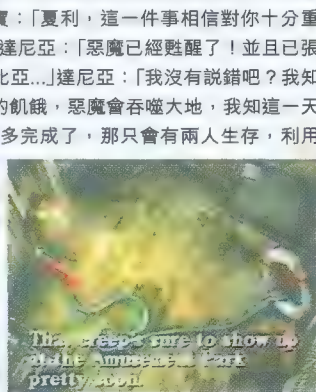 賈：「夏利，這一件事相信對你十分重
達尼亞：「惡魔已經甦醒了！並且已張
比亞...」達尼亞：「我沒有說錯吧？我知
的飢餓，惡魔會吞噬大地，我知這一天
多完成了，那只會有兩人生存，利用
That creep's sure to show up
at the Amusement Park
pretty soon.